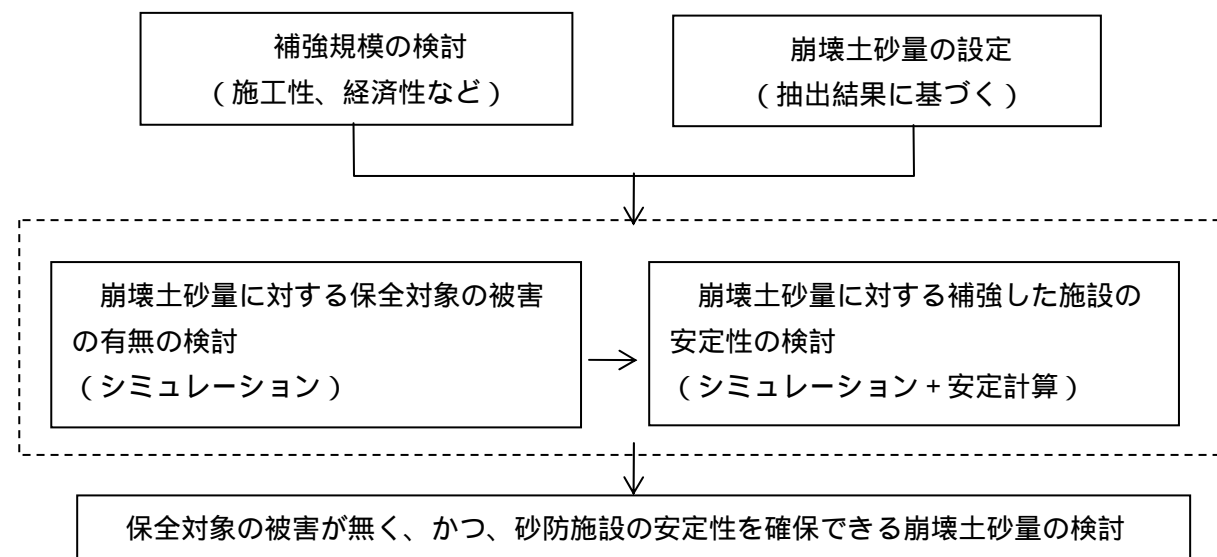 補強規模の検討
（施工性、経済性など）
崩壊土砂量の設定
（抽出結果に基づく）
崩壊土砂量に対する保全対象の被害
の有無の検討
（シミュレーション）
崩壊土砂量に対する補強した施設の
安定性の検討
（シミュレーション＋安定計算）
保全対象の被害が無く、かつ、砂防施設の安定性を確保できる崩壊土砂量の検討